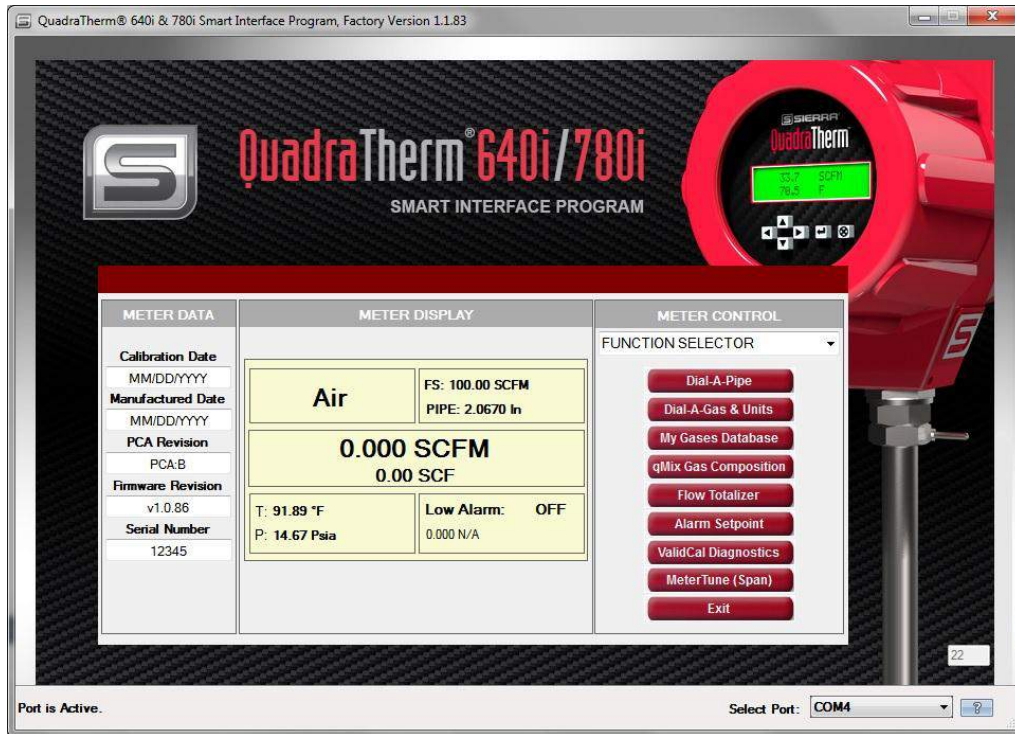 QuadraTherm® 640i & 780i Smart Interface Program, Factory Version 1.1.83
SIERRA
QuadraTherm
33.7 SCFM
78.5 F
S
QuadraTherm® 640i/780i
SMART INTERFACE PROGRAM
S
METER DATA
Calibration Date
MM/DD/YYYY
Manufactured Date
MM/DD/YYYY
PCA Revision
PCA:B
Firmware Revision
v1.0.86
Serial Number
12345
METER DISPLAY
Air
FS: 100.00 SCFM
PIPE: 2.0670 In
0.000 SCFM
0.00 SCF
T: 91.89 °F
P: 14.67 Psia
Low Alarm: OFF
0.000 N/A
METER CONTROL
FUNCTION SELECTOR
Dial-A-Pipe
Dial-A-Gas & Units
My Gases Database
qMix Gas Composition
Flow Totalizer
Alarm Setpoint
ValidCal Diagnostics
MeterTune (Span)
Exit
22
Port is Active.
Select Port: COM4
?